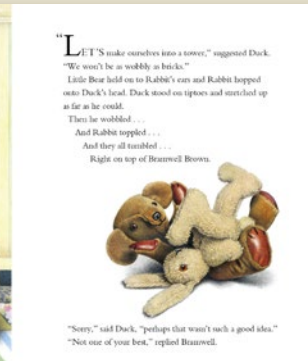 "LET'S make ourselves into a tower," suggested Duck.
"We won't be as wobbly as bricks."
Little Bear held on to Rabbit's ears and Rabbit hopped
onto Duck's head. Duck stood on tiptoes and stretched up
as far as he could.
Then he wobbled . . .
And Rabbit toppled . . .
And they all tumbled . . .
Right on top of Bramwell Brown.
"Sorry," said Duck, "perhaps that wasn't such a good idea."
"Not one of your best," replied Bramwell.